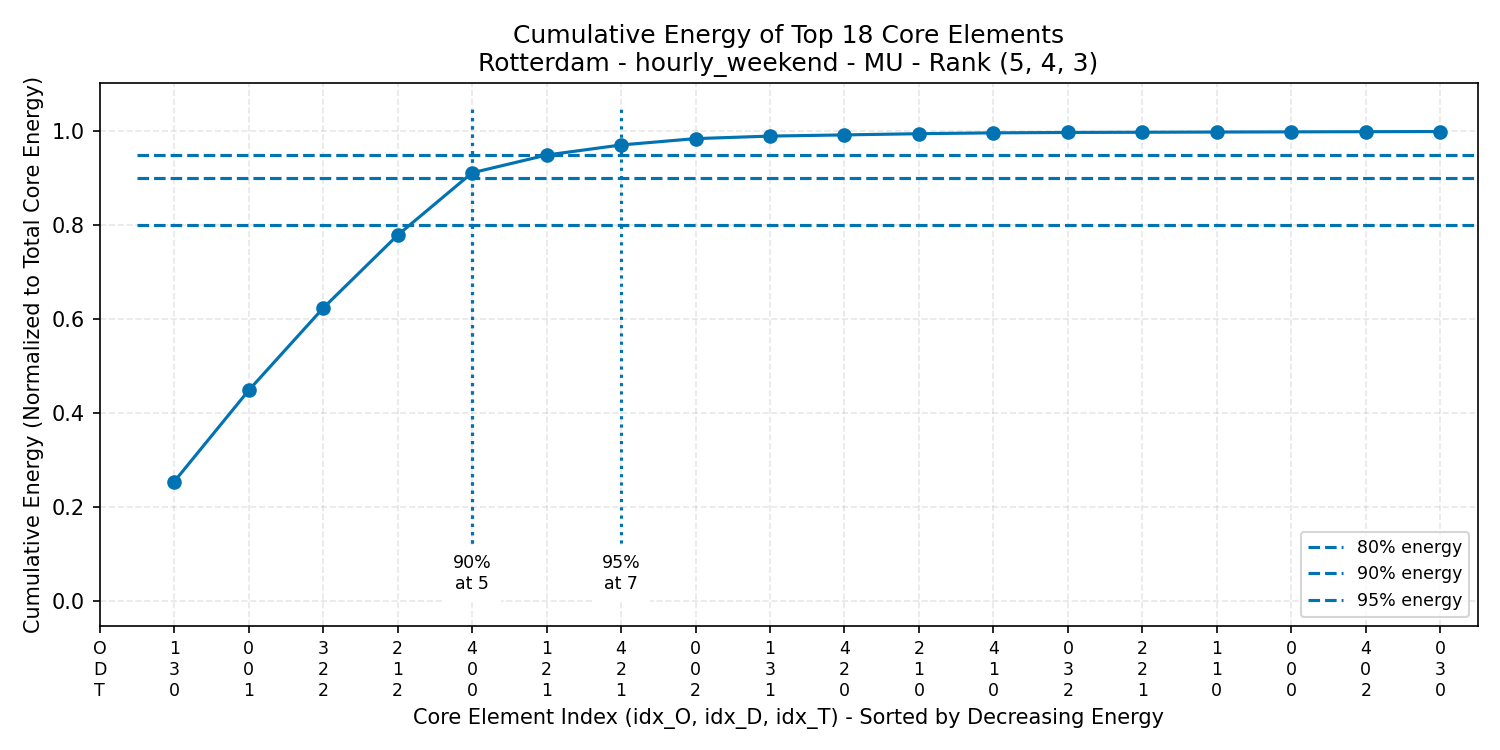 Cumulative Energy of Top 18 Core Elements
Rotterdam - hourly_weekend - MU - Rank (5, 4, 3)
Cumulative Energy (Normalized to Total Core Energy)
1.0
0.8
0.6
0.4
0.2
0.0
90%
at 5
95%
at 7
80% energy
90% energy
95% energy
O 1 0 3 2 4 1 4 0 1 4 2 4 0 2 1 0 4 0
D 3 0 2 1 0 2 2 0 3 2 1 1 3 2 1 0 0 3
T 0 1 2 2 0 1 1 2 1 0 0 0 2 1 0 0 2 0
Core Element Index (idx_O, idx_D, idx_T) - Sorted by Decreasing Energy